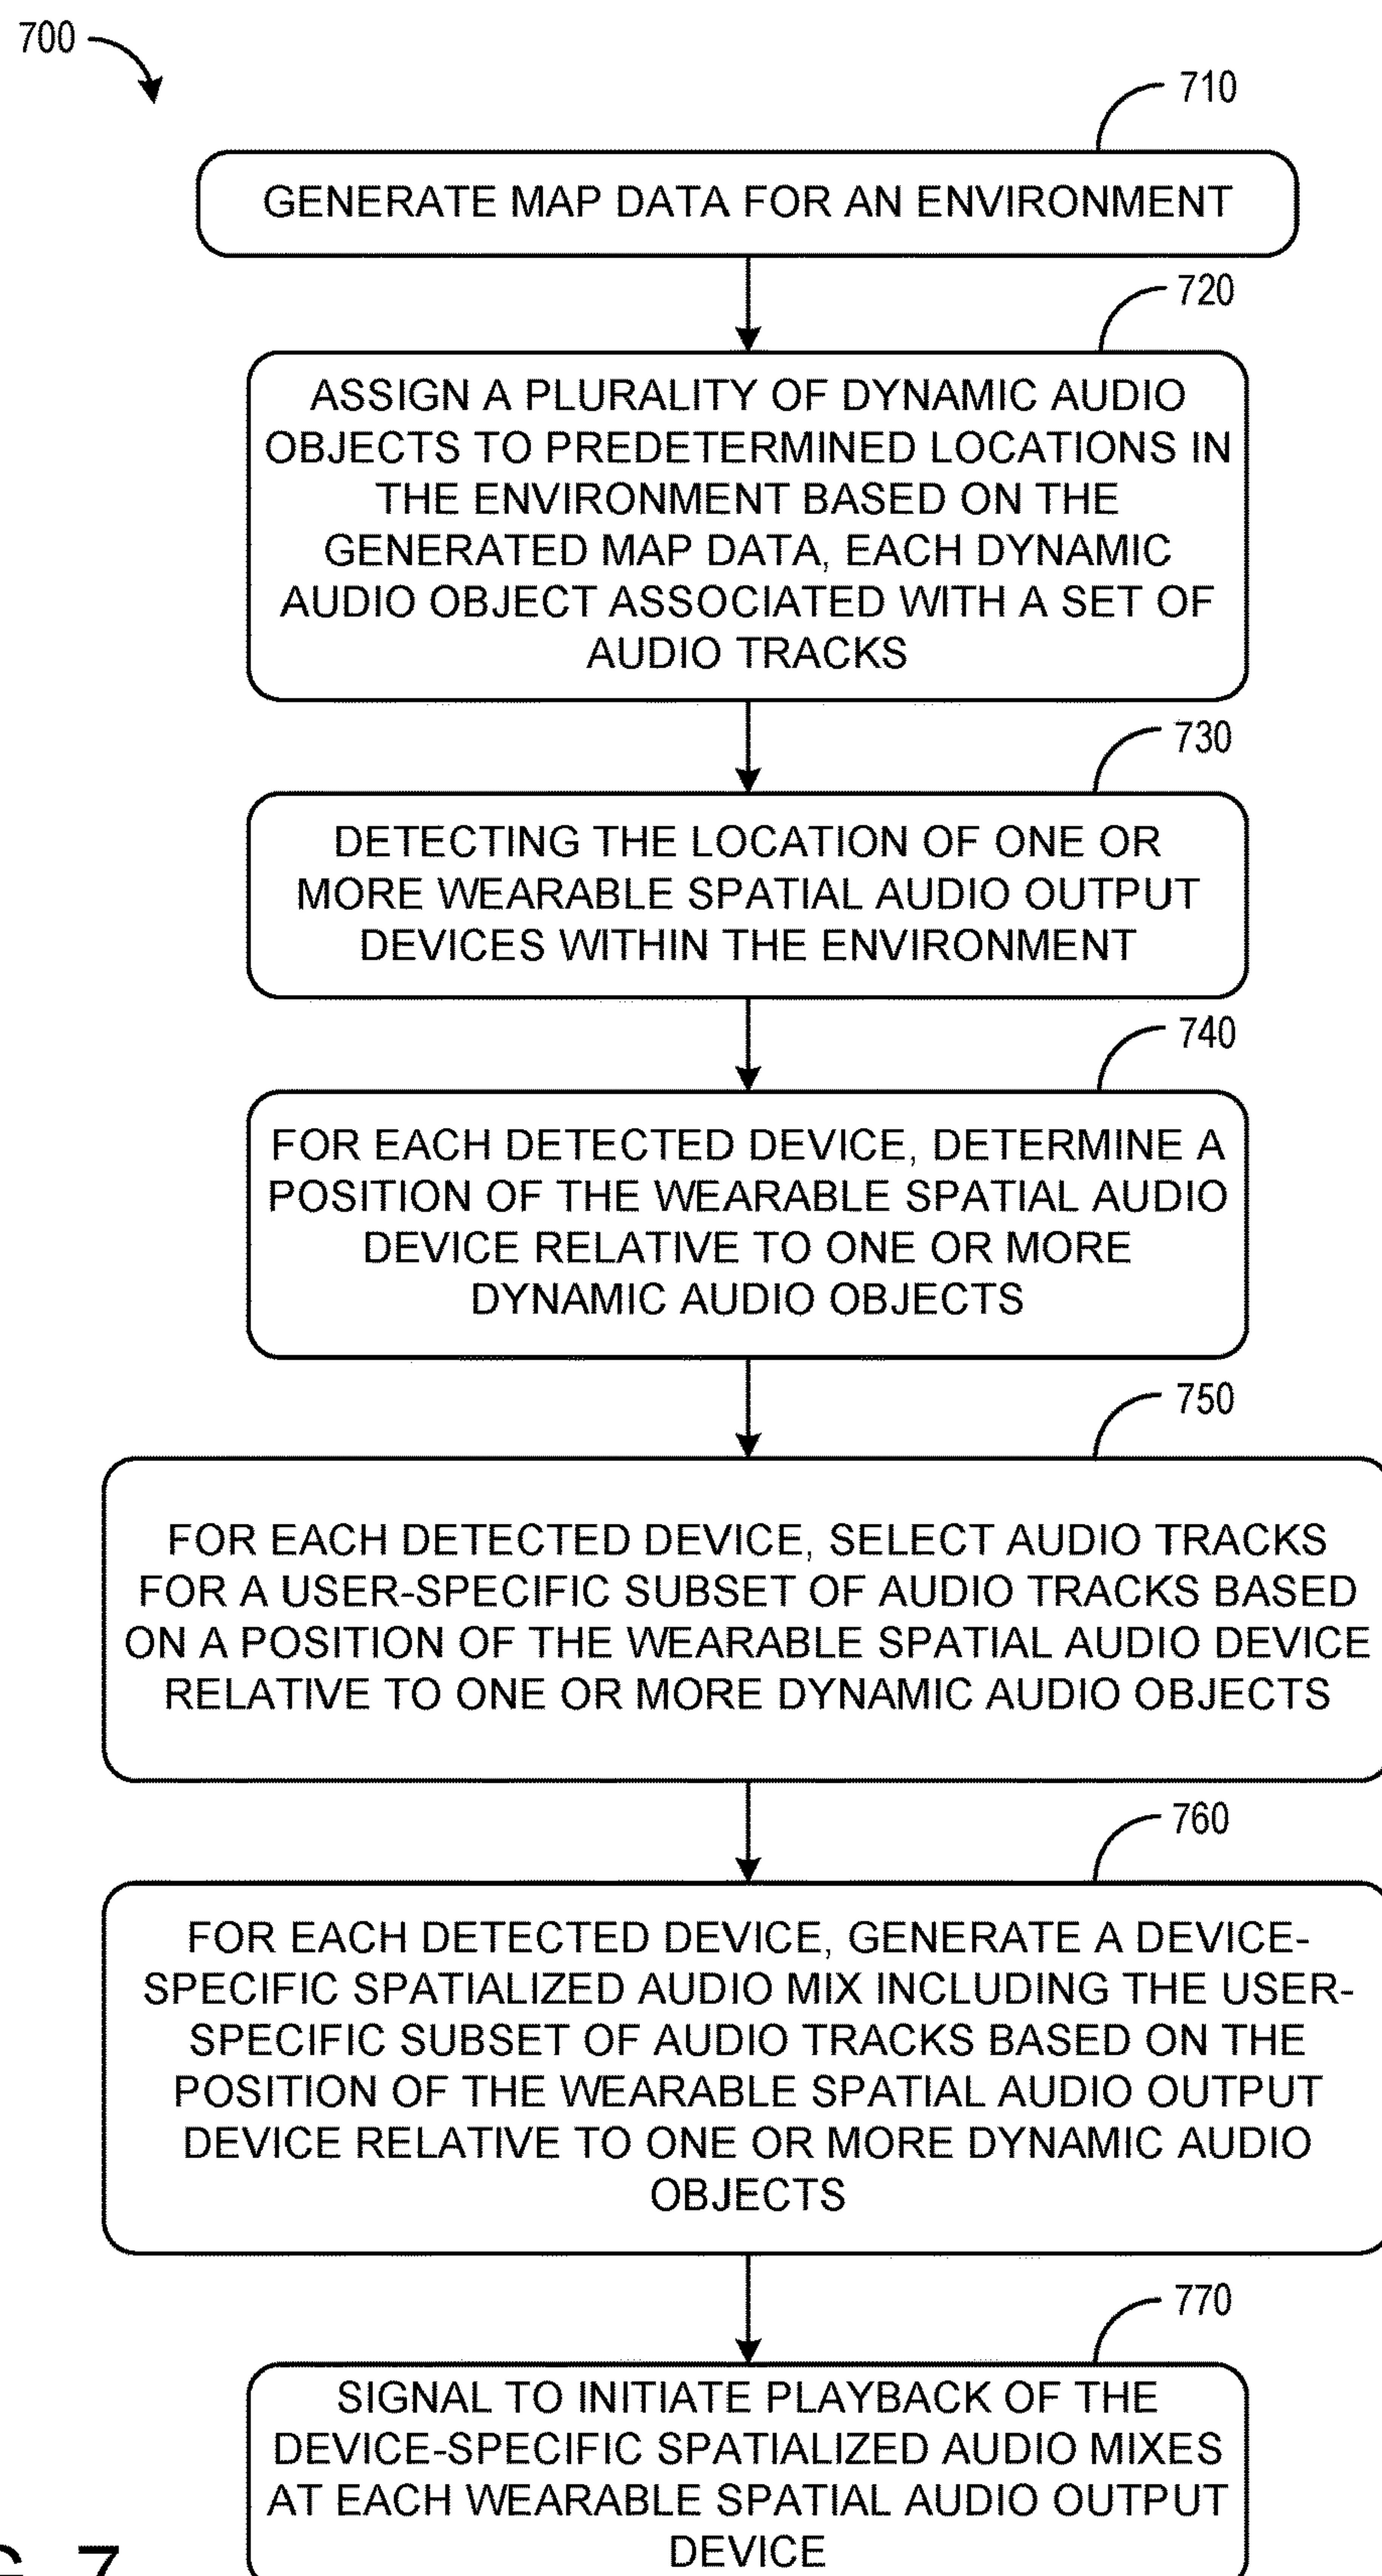 700
710
GENERATE MAP DATA FOR AN ENVIRONMENT
720
ASSIGN A PLURALITY OF DYNAMIC AUDIO
OBJECTS TO PREDETERMINED LOCATIONS IN
THE ENVIRONMENT BASED ON THE
GENERATED MAP DATA, EACH DYNAMIC
AUDIO OBJECT ASSOCIATED WITH A SET OF
AUDIO TRACKS
730
DETECTING THE LOCATION OF ONE OR
MORE WEARABLE SPATIAL AUDIO OUTPUT
DEVICES WITHIN THE ENVIRONMENT
740
FOR EACH DETECTED DEVICE, DETERMINE A
POSITION OF THE WEARABLE SPATIAL AUDIO
DEVICE RELATIVE TO ONE OR MORE
DYNAMIC AUDIO OBJECTS
750
FOR EACH DETECTED DEVICE, SELECT AUDIO TRACKS
FOR A USER-SPECIFIC SUBSET OF AUDIO TRACKS BASED
ON A POSITION OF THE WEARABLE SPATIAL AUDIO DEVICE
RELATIVE TO ONE OR MORE DYNAMIC AUDIO OBJECTS
760
FOR EACH DETECTED DEVICE, GENERATE A DEVICE-
SPECIFIC SPATIALIZED AUDIO MIX INCLUDING THE USER-
SPECIFIC SUBSET OF AUDIO TRACKS BASED ON THE
POSITION OF THE WEARABLE SPATIAL AUDIO OUTPUT
DEVICE RELATIVE TO ONE OR MORE DYNAMIC AUDIO
OBJECTS
770
SIGNAL TO INITIATE PLAYBACK OF THE
DEVICE-SPECIFIC SPATIALIZED AUDIO MIXES
AT EACH WEARABLE SPATIAL AUDIO OUTPUT
DEVICE